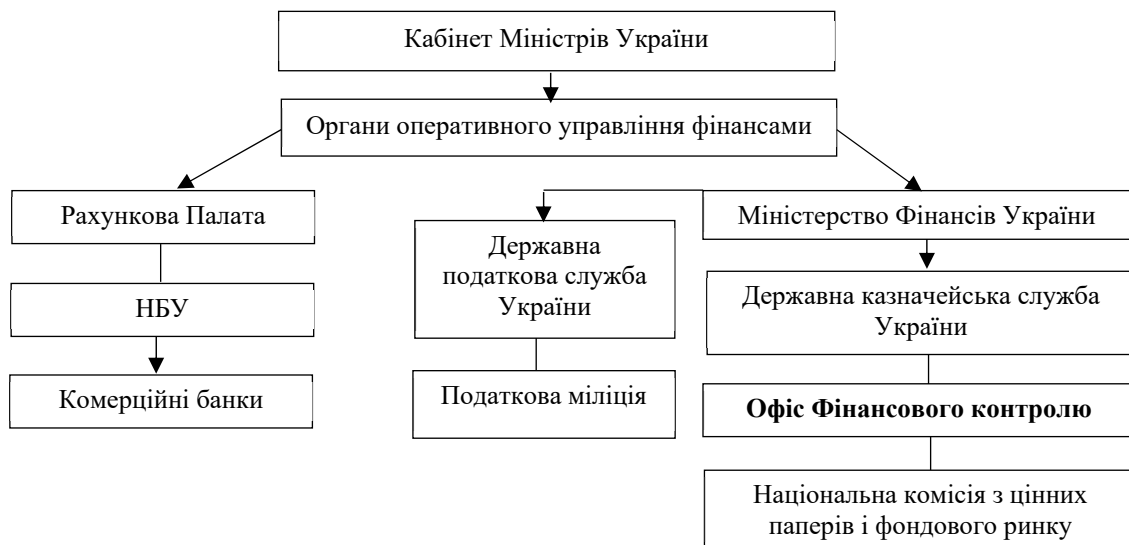 Кабінет Міністрів України
Органи оперативного управління фінансами
Рахункова Палата
Міністерство Фінансів України
Державна
податкова служба
України
НБУ
Державна казначейська служба
України
Комерційні банки
Податкова міліція
Офіс Фінансового контролю
Національна комісія з цінних
паперів і фондового ринку